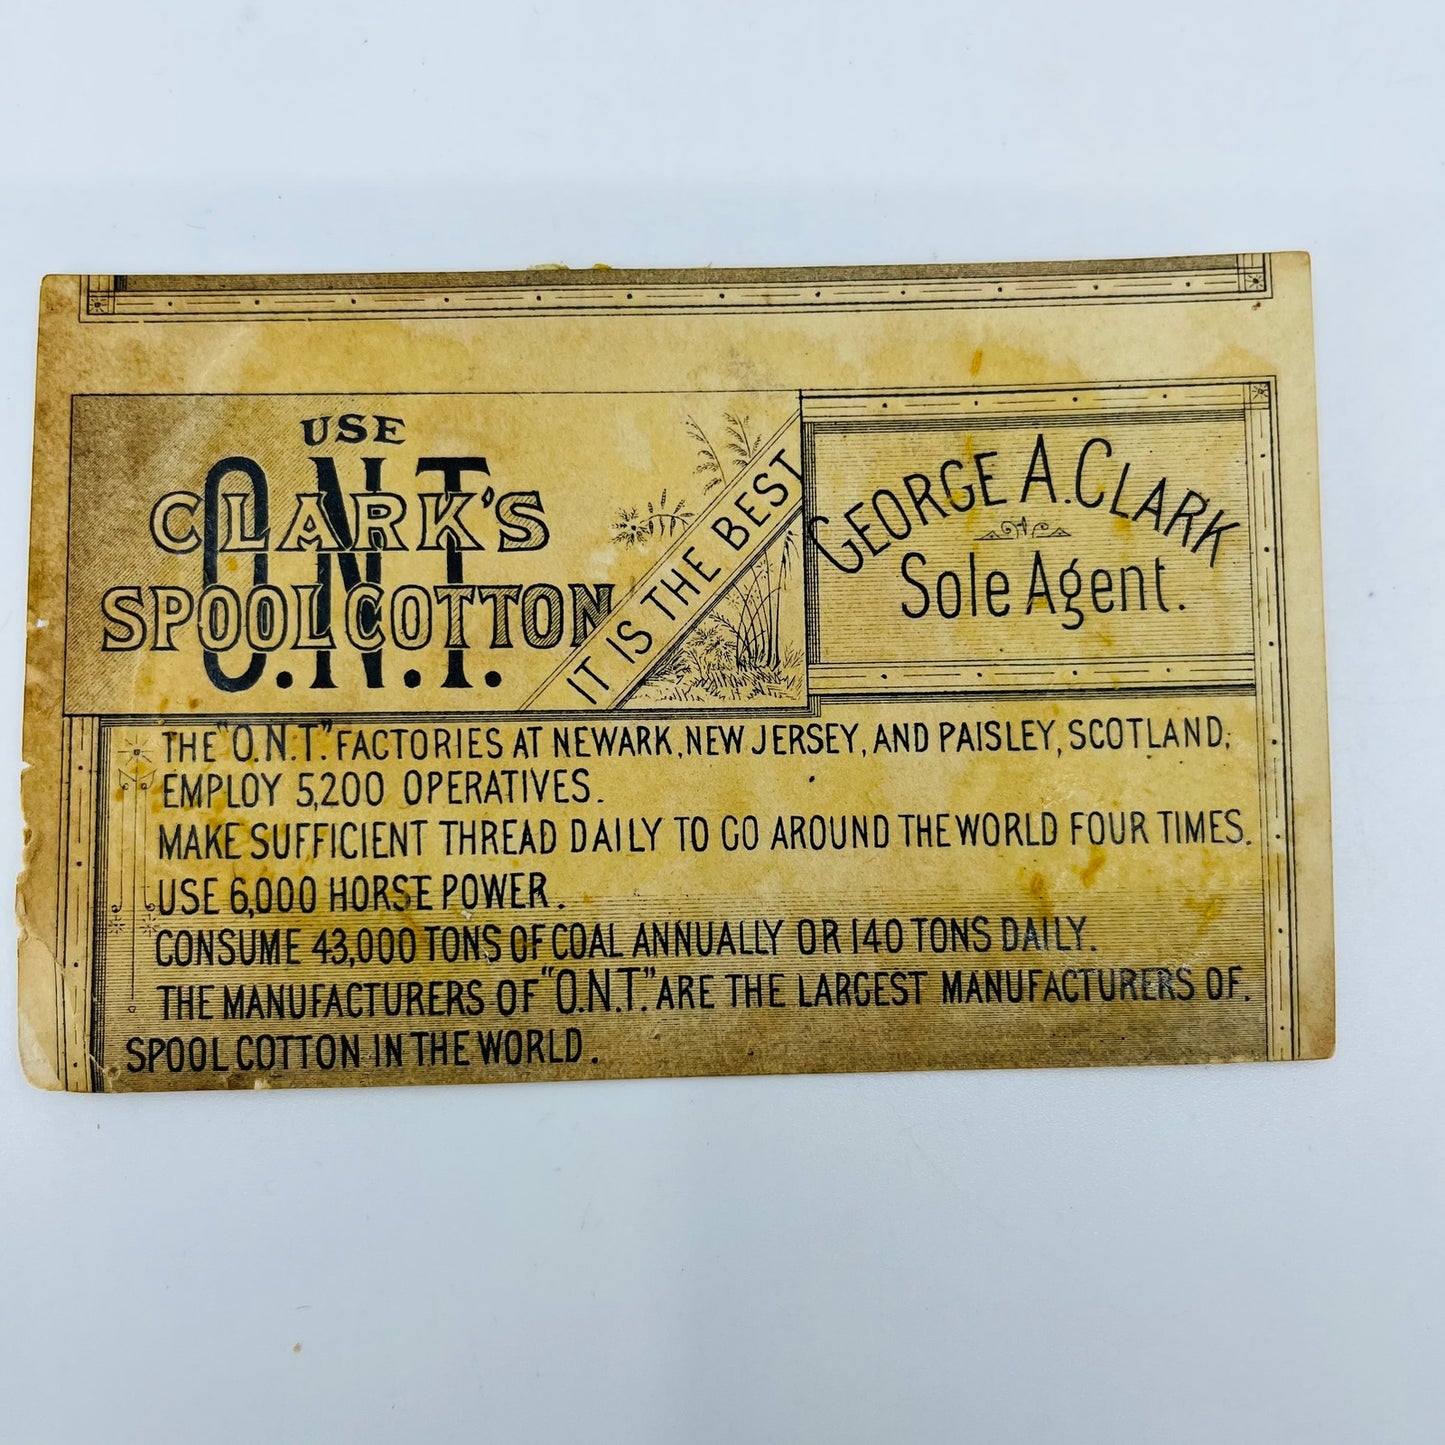 USE
CLARK'S
O.N.T.
SPOOL COTTON
IT IS THE BEST
GEORGE A. CLARK
Sole Agent.
THE "O.N.T." FACTORIES AT NEWARK, NEW JERSEY, AND PAISLEY, SCOTLAND,
EMPLOY 5,200 OPERATIVES.
MAKE SUFFICIENT THREAD DAILY TO GO AROUND THE WORLD FOUR TIMES.
USE 6,000 HORSE POWER.
CONSUME 43,000 TONS OF COAL ANNUALLY OR 140 TONS DAILY.
THE MANUFACTURERS OF "O.N.T." ARE THE LARGEST MANUFACTURERS OF
SPOOL COTTON IN THE WORLD.